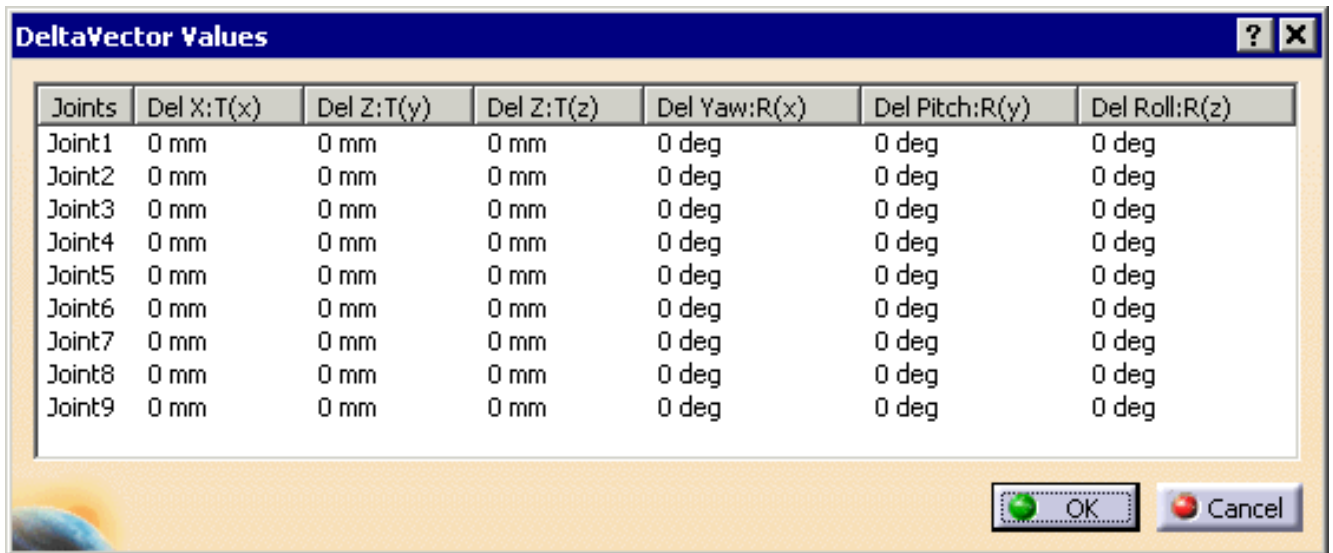 DeltaVector Values
Joints Del X:T(x) Del Z:T(y) Del Z:T(z) Del Yaw:R(x) Del Pitch:R(y) Del Roll:R(z)
Joint1 0 mm 0 mm 0 mm 0 deg 0 deg 0 deg
Joint2 0 mm 0 mm 0 mm 0 deg 0 deg 0 deg
Joint3 0 mm 0 mm 0 mm 0 deg 0 deg 0 deg
Joint4 0 mm 0 mm 0 mm 0 deg 0 deg 0 deg
Joint5 0 mm 0 mm 0 mm 0 deg 0 deg 0 deg
Joint6 0 mm 0 mm 0 mm 0 deg 0 deg 0 deg
Joint7 0 mm 0 mm 0 mm 0 deg 0 deg 0 deg
Joint8 0 mm 0 mm 0 mm 0 deg 0 deg 0 deg
Joint9 0 mm 0 mm 0 mm 0 deg 0 deg 0 deg
OK Cancel